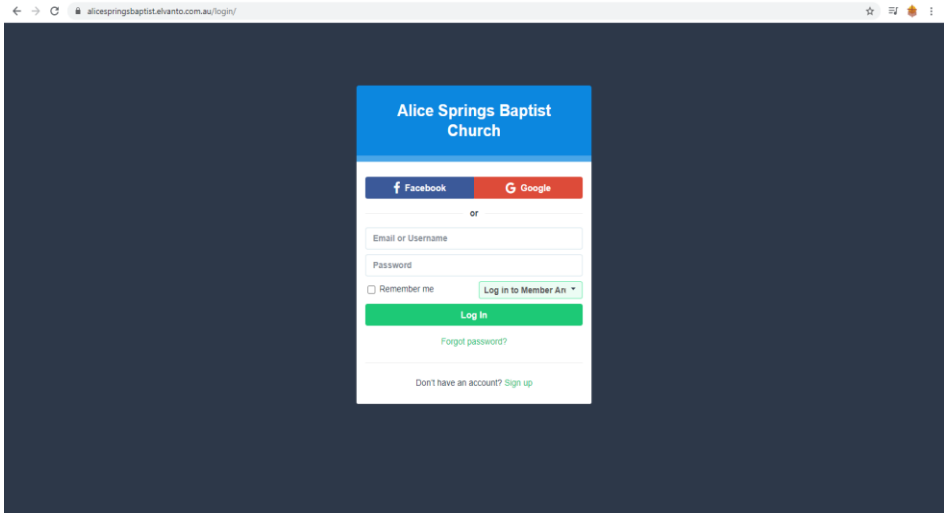 alicespringsbaptist.elvanto.com.au/login/
Alice Springs Baptist
Church
Facebook
Google
or
Email or Username
Password
Remember me
Log in to Member Are
Log In
Forgot password?
Don't have an account? Sign up